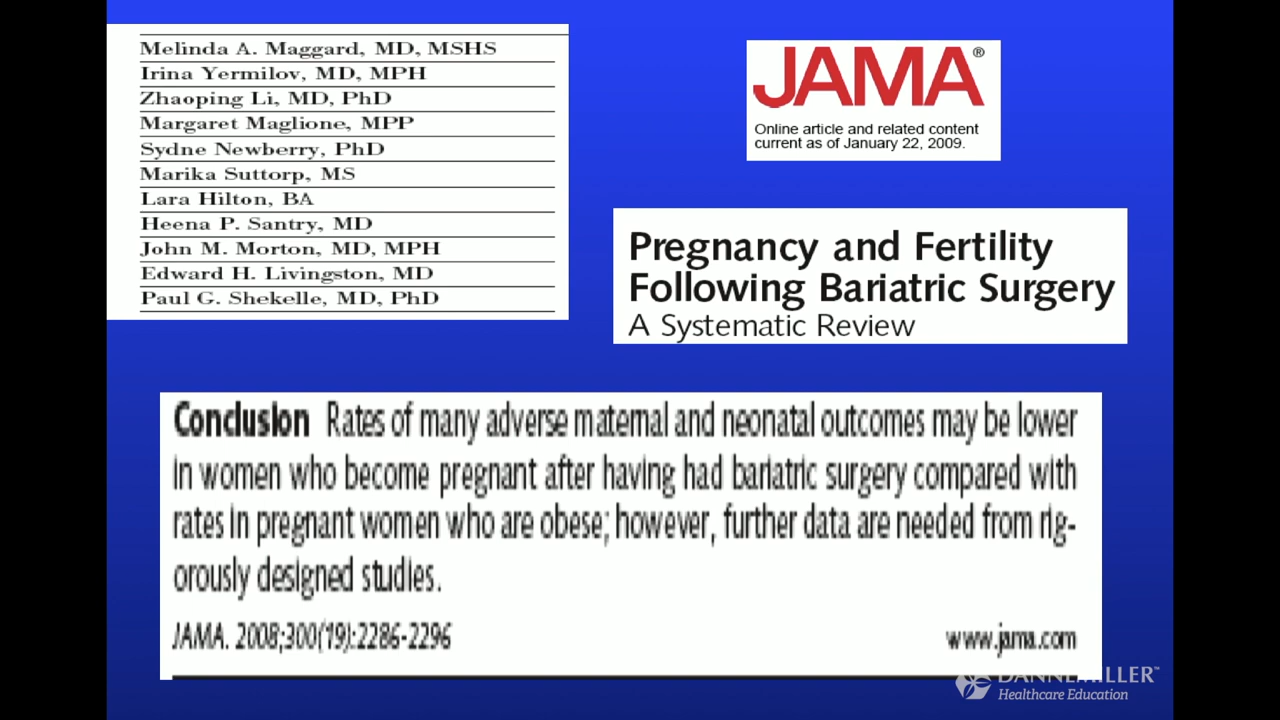 Melinda A. Maggard, MD, MSHS
Irina Yermilov, MD, MPH
Zhaoping Li, MD, PhD
Margaret Maglione, MPP
Sydne Newberry, PhD
Marika Suttorp, MS
Lara Hilton, BA
Heena P. Santry, MD
John M. Morton, MD, MPH
Edward H. Livingston, MD
Paul G. Shekelle, MD, PhD
JAMA®
Online article and related content
current as of January 22, 2009.
Pregnancy and Fertility
Following Bariatric Surgery
A Systematic Review
Conclusion Rates of many adverse maternal and neonatal outcomes may be lower
in women who become pregnant after having had bariatric surgery compared with
rates in pregnant women who are obese; however, further data are needed from rig-
orously designed studies.
JAMA. 2008;300(19):2286-2296 www.jama.com
DANNEMILLER™
Healthcare Education